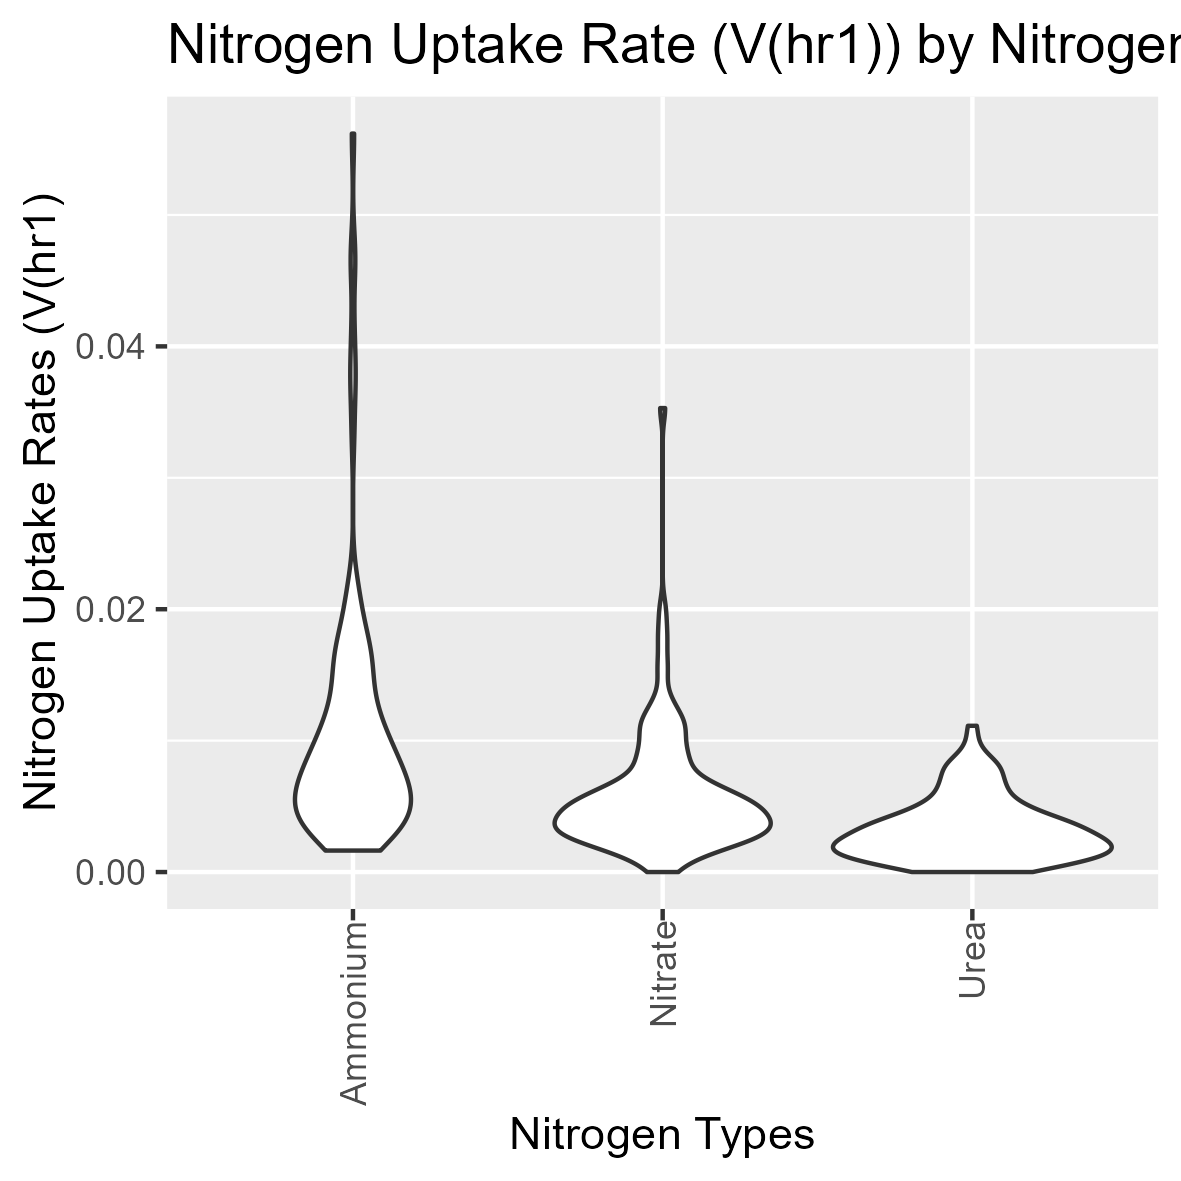 Nitrogen Uptake Rate (V(hr1)) by Nitroger
Nitrogen Uptake Rates (V(hr1)
0.04
0.02
0.00
Ammonium
Nitrate
Urea
Nitrogen Types